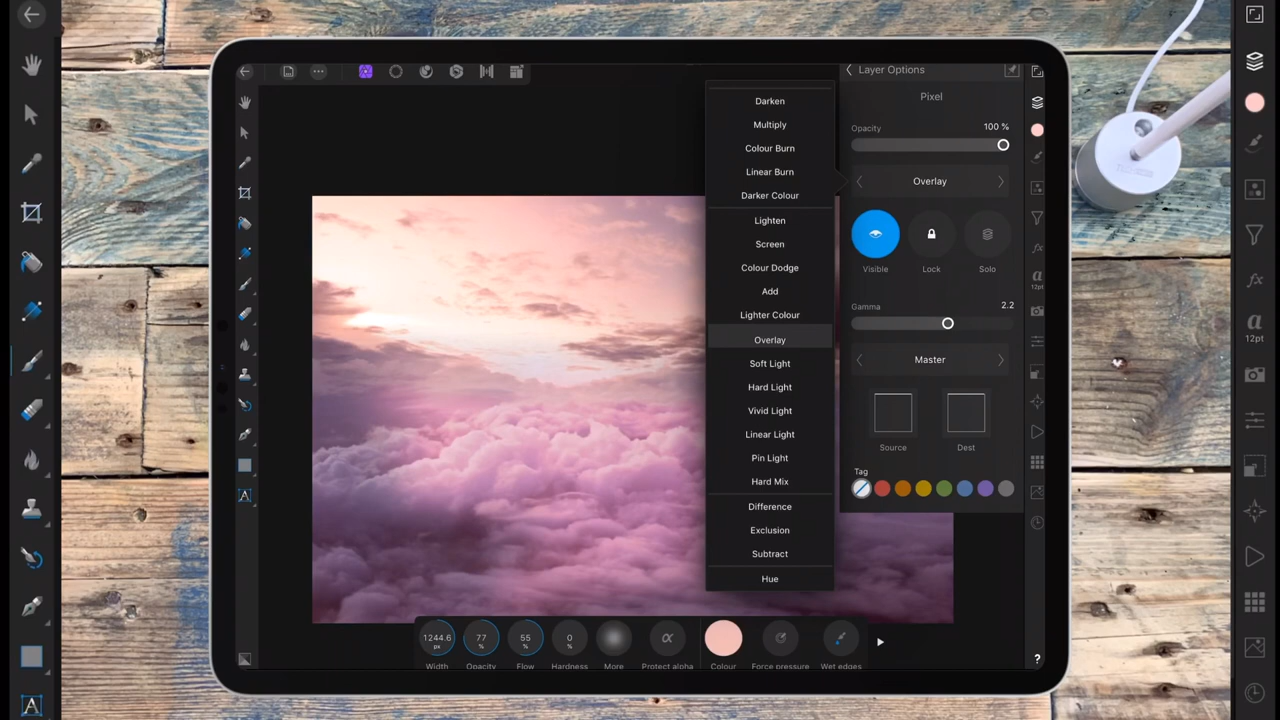 Layer Options
Pixel
Opacity 100 %
Overlay
Visible
Lock
Solo
Gamma 2.2
Master
Source
Dest
Tag
Darken
Multiply
Colour Burn
Linear Burn
Darker Colour
Lighten
Screen
Colour Dodge
Add
Lighter Colour
Overlay
Soft Light
Hard Light
Vivid Light
Linear Light
Pin Light
Hard Mix
Difference
Exclusion
Subtract
Hue
fx
a
12pt
?
A
1244.6 px
77 %
55 %
0 %
α
Width
Opacity
Flow
Hardness
More
Protect alpha
Colour
Force pressure
Wet edges
A
fx
a
12pt